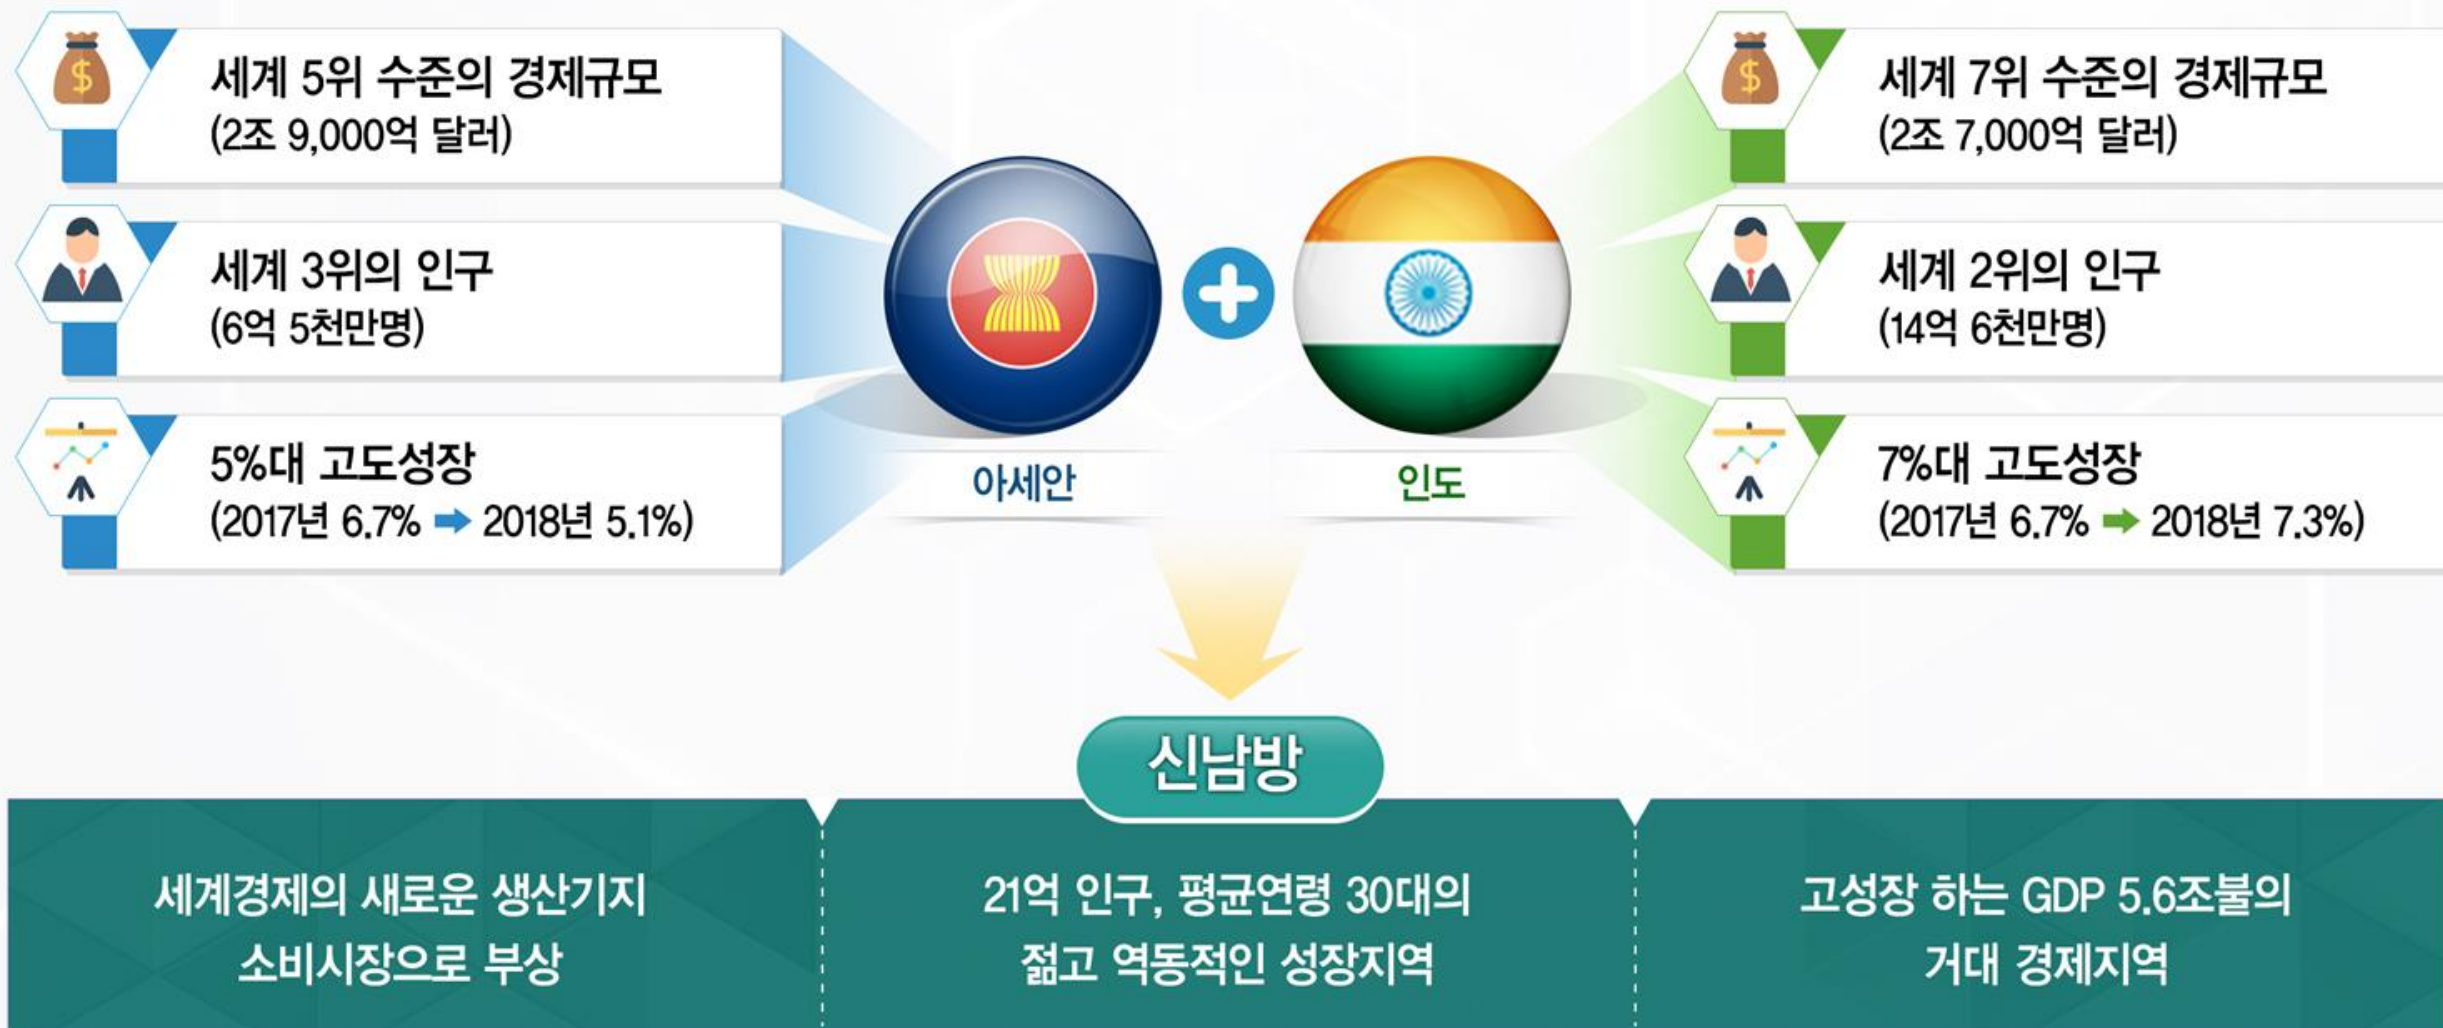 세계 5위 수준의 경제규모
(2조 9,000억 달러)
세계 3위의 인구
(6억 5천만명)
5%대 고도성장
(2017년 6.7% ➡ 2018년 5.1%)
아세안
인도
세계 7위 수준의 경제규모
(2조 7,000억 달러)
세계 2위의 인구
(14억 6천만명)
7%대 고도성장
(2017년 6.7% ➡ 2018년 7.3%)
신남방
세계경제의 새로운 생산기지
소비시장으로 부상
21억 인구, 평균연령 30대의
젊고 역동적인 성장지역
고성장 하는 GDP 5.6조불의
거대 경제지역